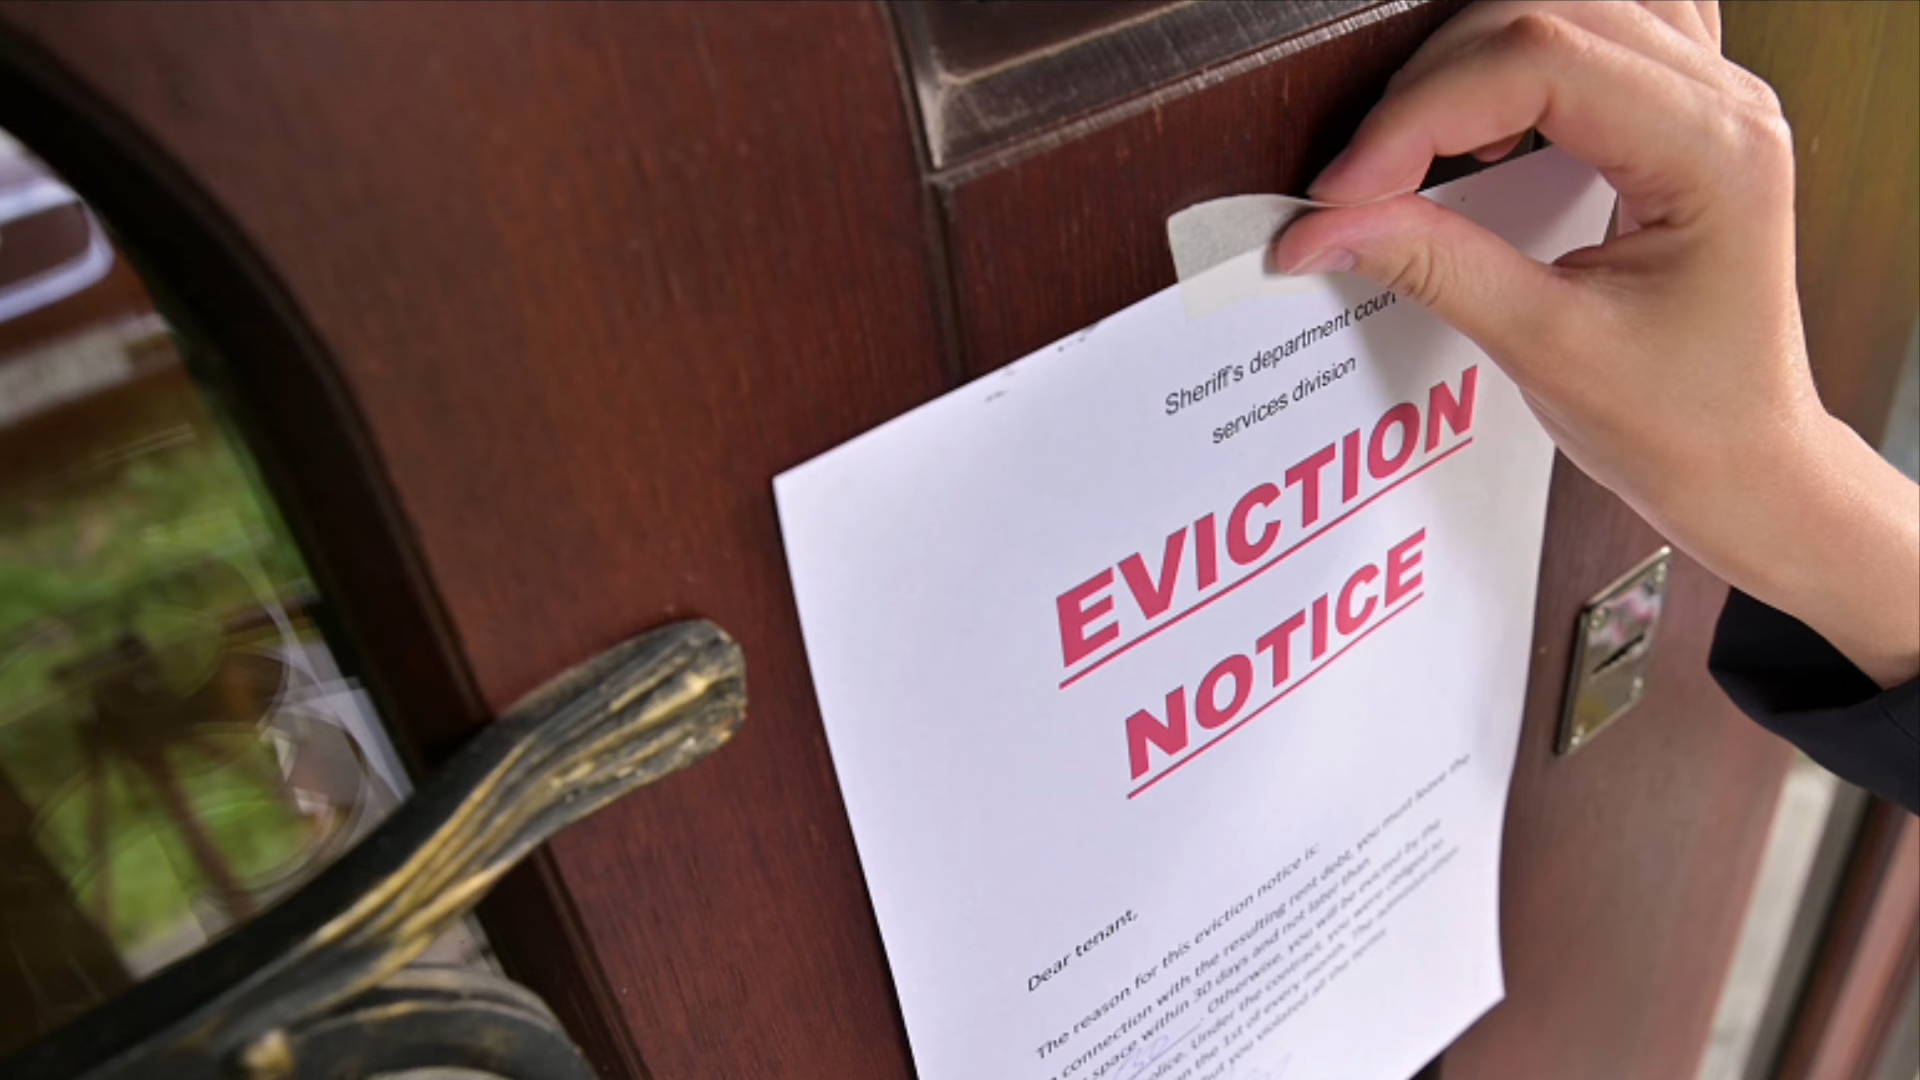 Sheriff's department court
services division
EVICTION
NOTICE
Dear tenant,
The reason for this eviction notice is:
connection with the resulting rent debt, you must leave the
space within 30 days and not later than
. Otherwise, you will be evicted by the
police. Under the contract, you were obliged to
on the 1st of every month. The administration
but you violated all the terms